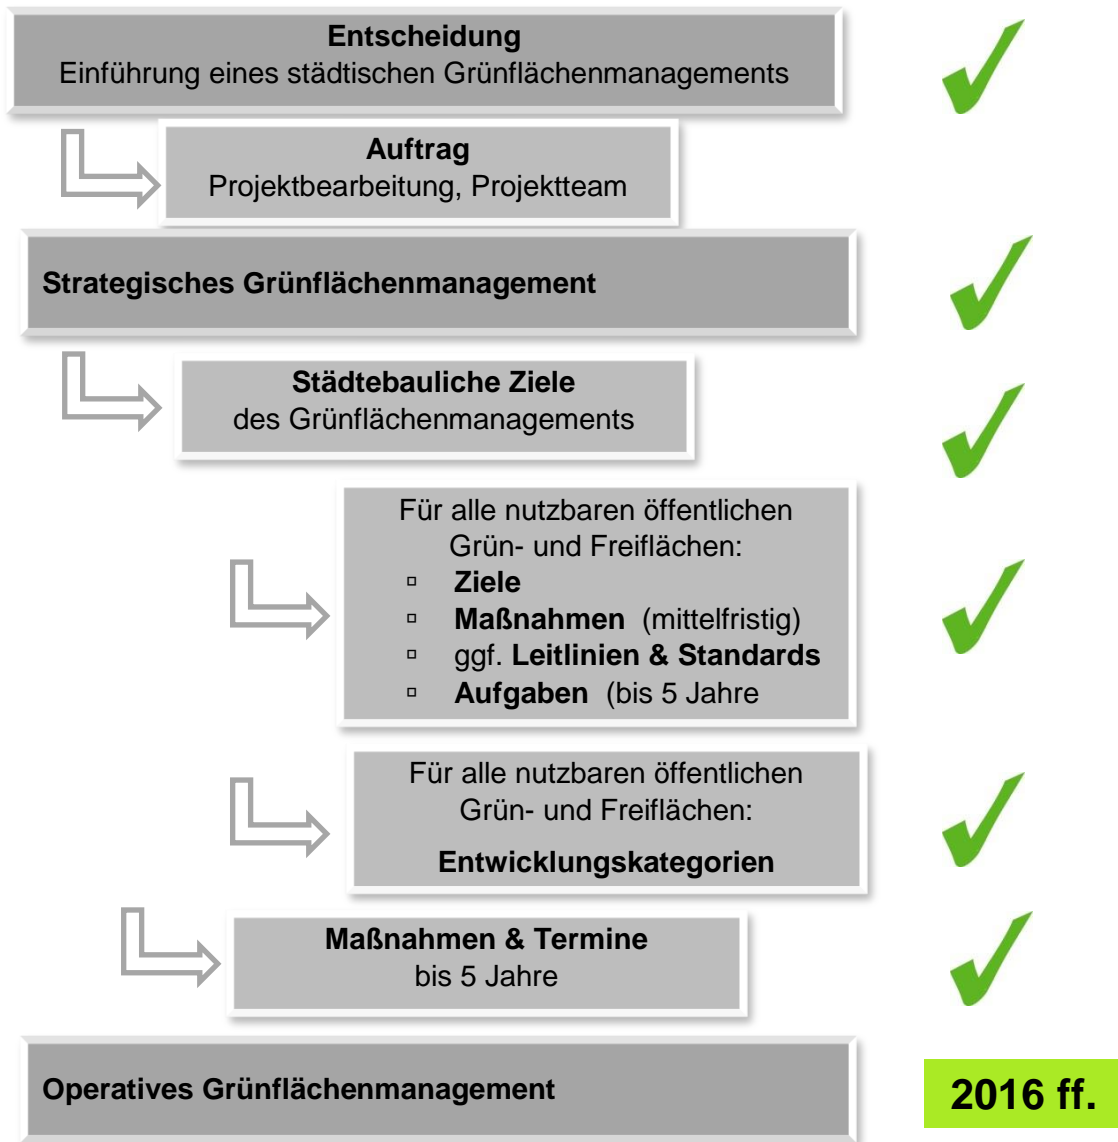 Entscheidung
Einführung eines städtischen Grünflächenmanagements
Auftrag
Projektbearbeitung, Projektteam
Strategisches Grünflächenmanagement
Städtebauliche Ziele
des Grünflächenmanagements
Für alle nutzbaren öffentlichen
Grün- und Freiflächen:
Ziele
Maßnahmen (mittelfristig)
ggf. Leitlinien & Standards
Aufgaben (bis 5 Jahre
Für alle nutzbaren öffentlichen
Grün- und Freiflächen:
Entwicklungskategorien
Maßnahmen & Termine
bis 5 Jahre
Operatives Grünflächenmanagement
2016 ff.